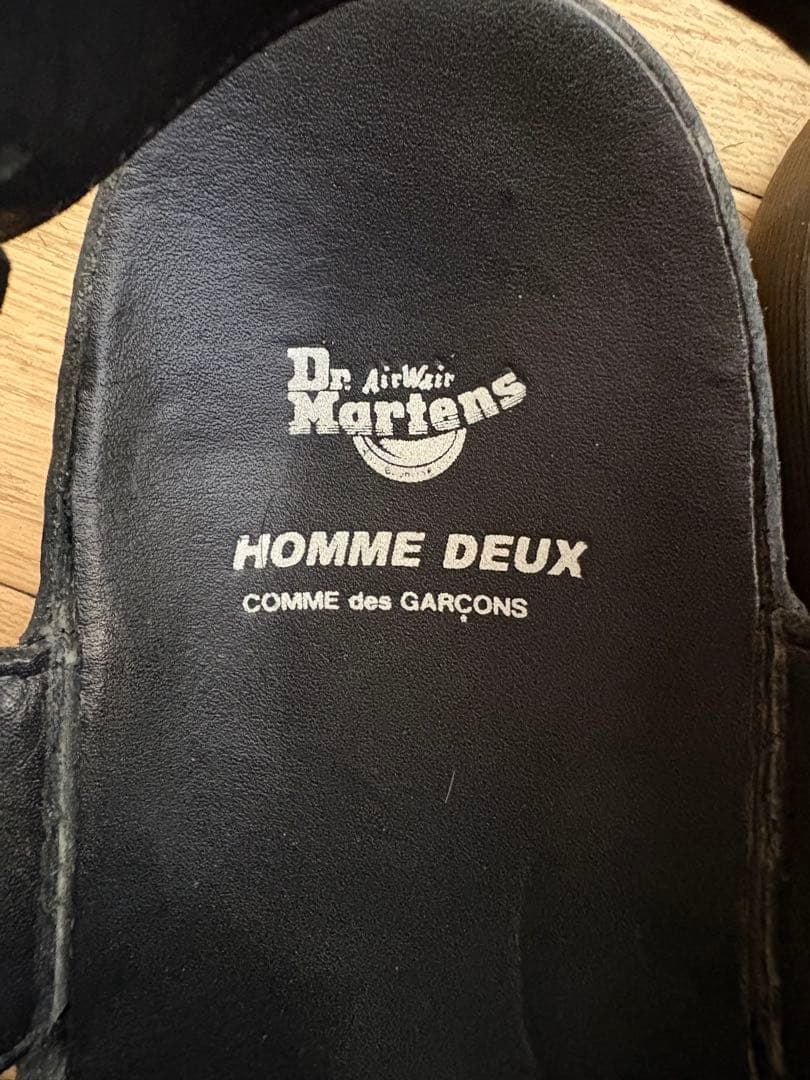 Dr. AirWair
Martens
HOMME DEUX
COMME des GARÇONS